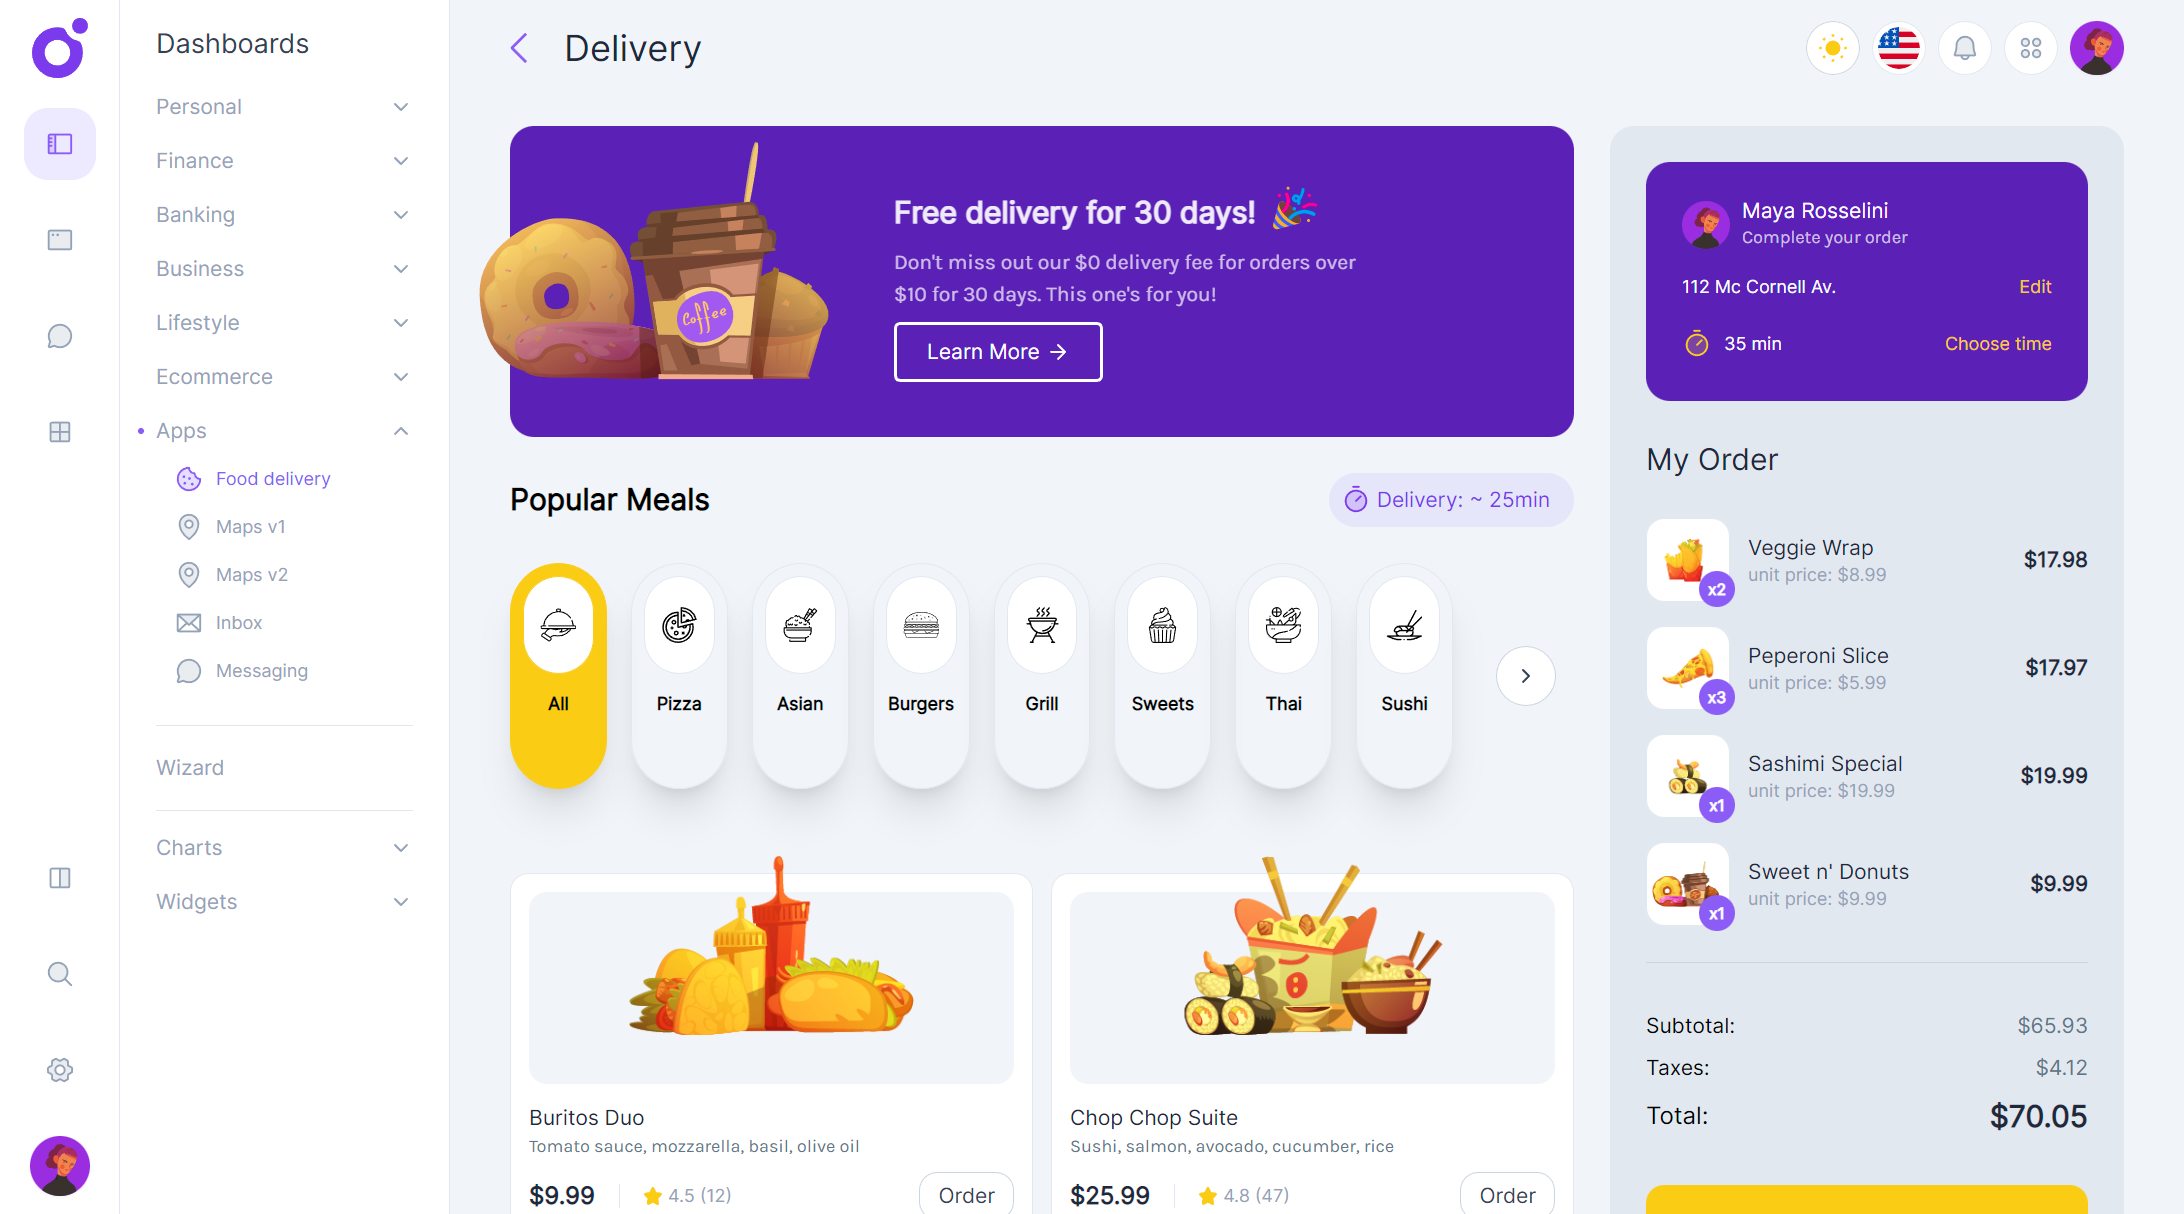 Dashboards
Personal
Finance
Banking
Business
Lifestyle
Ecommerce
Apps
Food delivery
Maps v1
Maps v2
Inbox
Messaging
Wizard
Charts
Widgets
Delivery
Coffee
Free delivery for 30 days!
Don't miss out our $0 delivery fee for orders over
$10 for 30 days. This one's for you!
Learn More
Popular Meals
Delivery: ~ 25min
All
Pizza
Asian
Burgers
Grill
Sweets
Thai
Sushi
Buritos Duo
Tomato sauce, mozzarella, basil, olive oil
$9.99
4.5 (12)
Order
Chop Chop Suite
Sushi, salmon, avocado, cucumber, rice
$25.99
4.8 (47)
Order
Maya Rosselini
Complete your order
112 Mc Cornell Av.
Edit
35 min
Choose time
My Order
Veggie Wrap
unit price: $8.99
x2
$17.98
Peperoni Slice
unit price: $5.99
x3
$17.97
Sashimi Special
unit price: $19.99
x1
$19.99
Sweet n' Donuts
unit price: $9.99
x1
$9.99
Subtotal:
$65.93
Taxes:
$4.12
Total:
$70.05